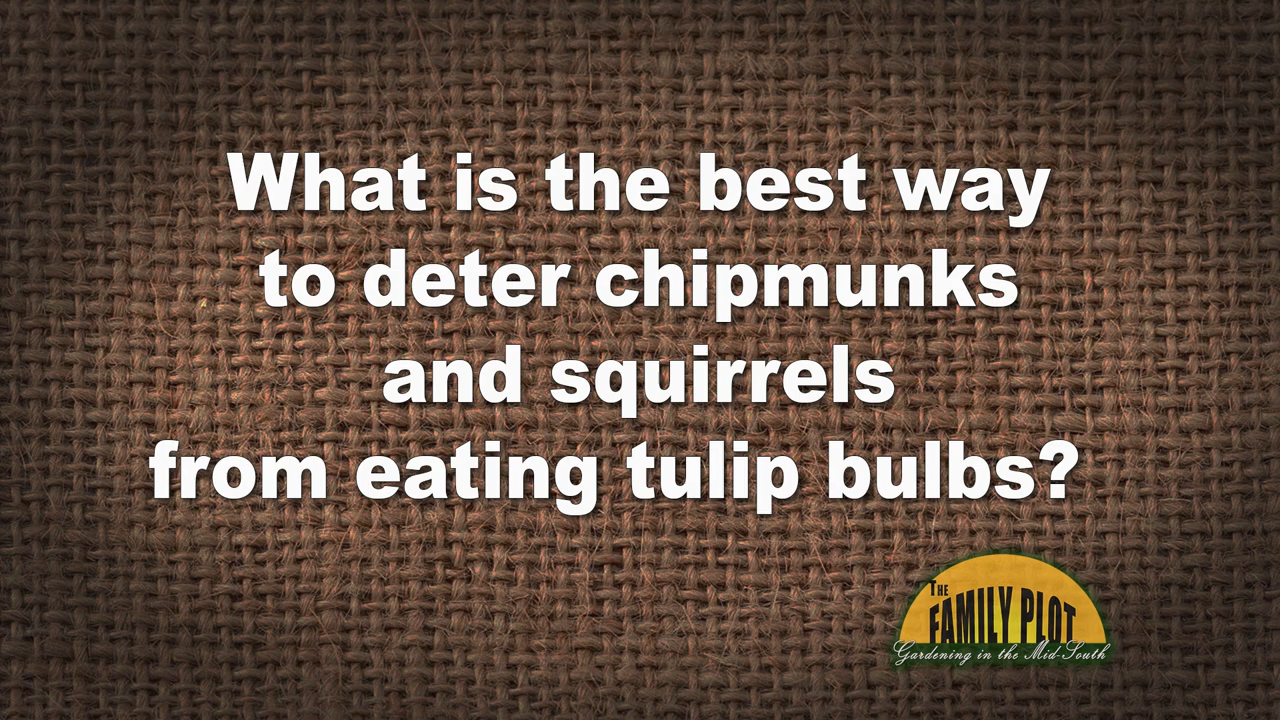 What is the best way
to deter chipmunks
and squirrels
from eating tulip bulbs?
THE
FAMILY PLOT
Gardening in the Mid-South